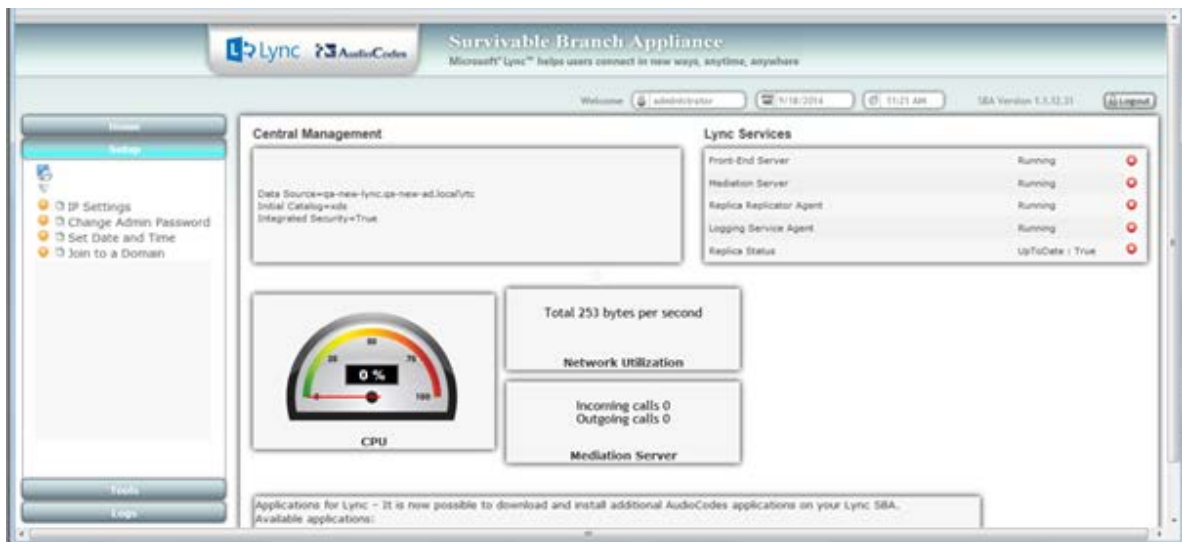 Lync AudioCodes
Survivable Branch Appliance
Microsoft® Lync™ helps users connect in new ways, anytime, anywhere
Welcome administrator 9/18/2014 11:21 AM SBA Version Logout
Home
Setup
IP Settings
Change Admin Password
Set Date and Time
Join to a Domain
Tools
Logs
Central Management
Data Source=qa-new-lync.qa-new-ad.local\rtc
Initial Catalog=xds
Integrated Security=True
Lync Services
Front-End Server Running
Mediation Server Running
Replica Replicator Agent Running
Logging Service Agent Running
Replica Status UpToDate : True
25 50 75
0 %
0 100
CPU
Total 253 bytes per second
Network Utilization
Incoming calls 0
Outgoing calls 0
Mediation Server
Applications for Lync - It is now possible to download and install additional AudioCodes applications on your Lync SBA.
Available applications: